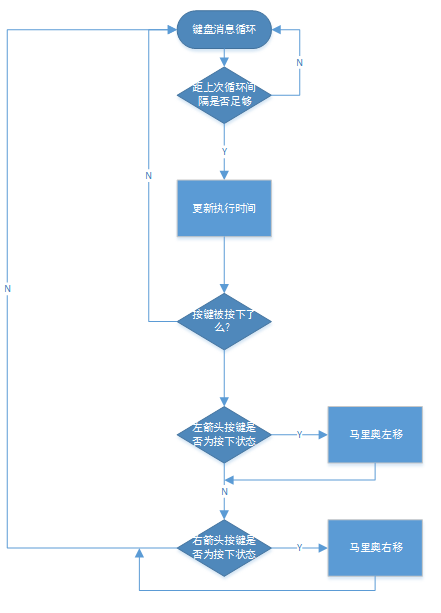 键盘消息循环
N
距上次循环间
隔是否足够
Y
N
更新执行时间
N
按键被按下了
么?
左箭头按键是
否为按下状态
Y
马里奥左移
N
右箭头按键是
否为按下状态
Y
马里奥右移